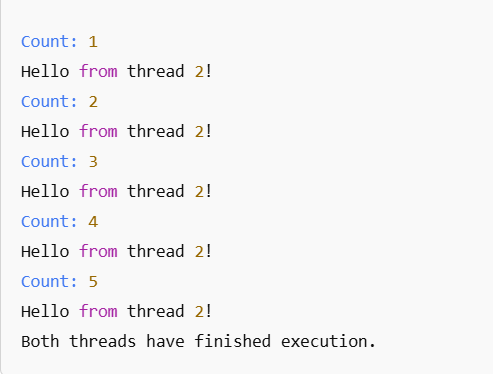 Count: 1
Hello from thread 2!
Count: 2
Hello from thread 2!
Count: 3
Hello from thread 2!
Count: 4
Hello from thread 2!
Count: 5
Hello from thread 2!
Both threads have finished execution.